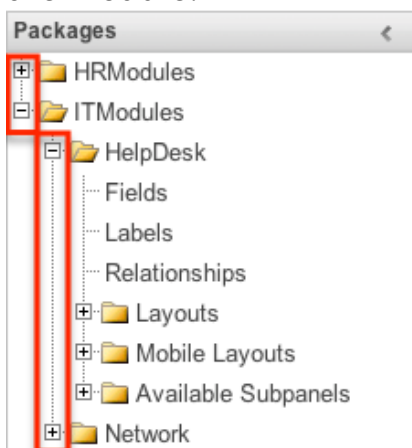 Packages
HRModules
ITModules
HelpDesk
Fields
Labels
Relationships
Layouts
Mobile Layouts
Available Subpanels
Network